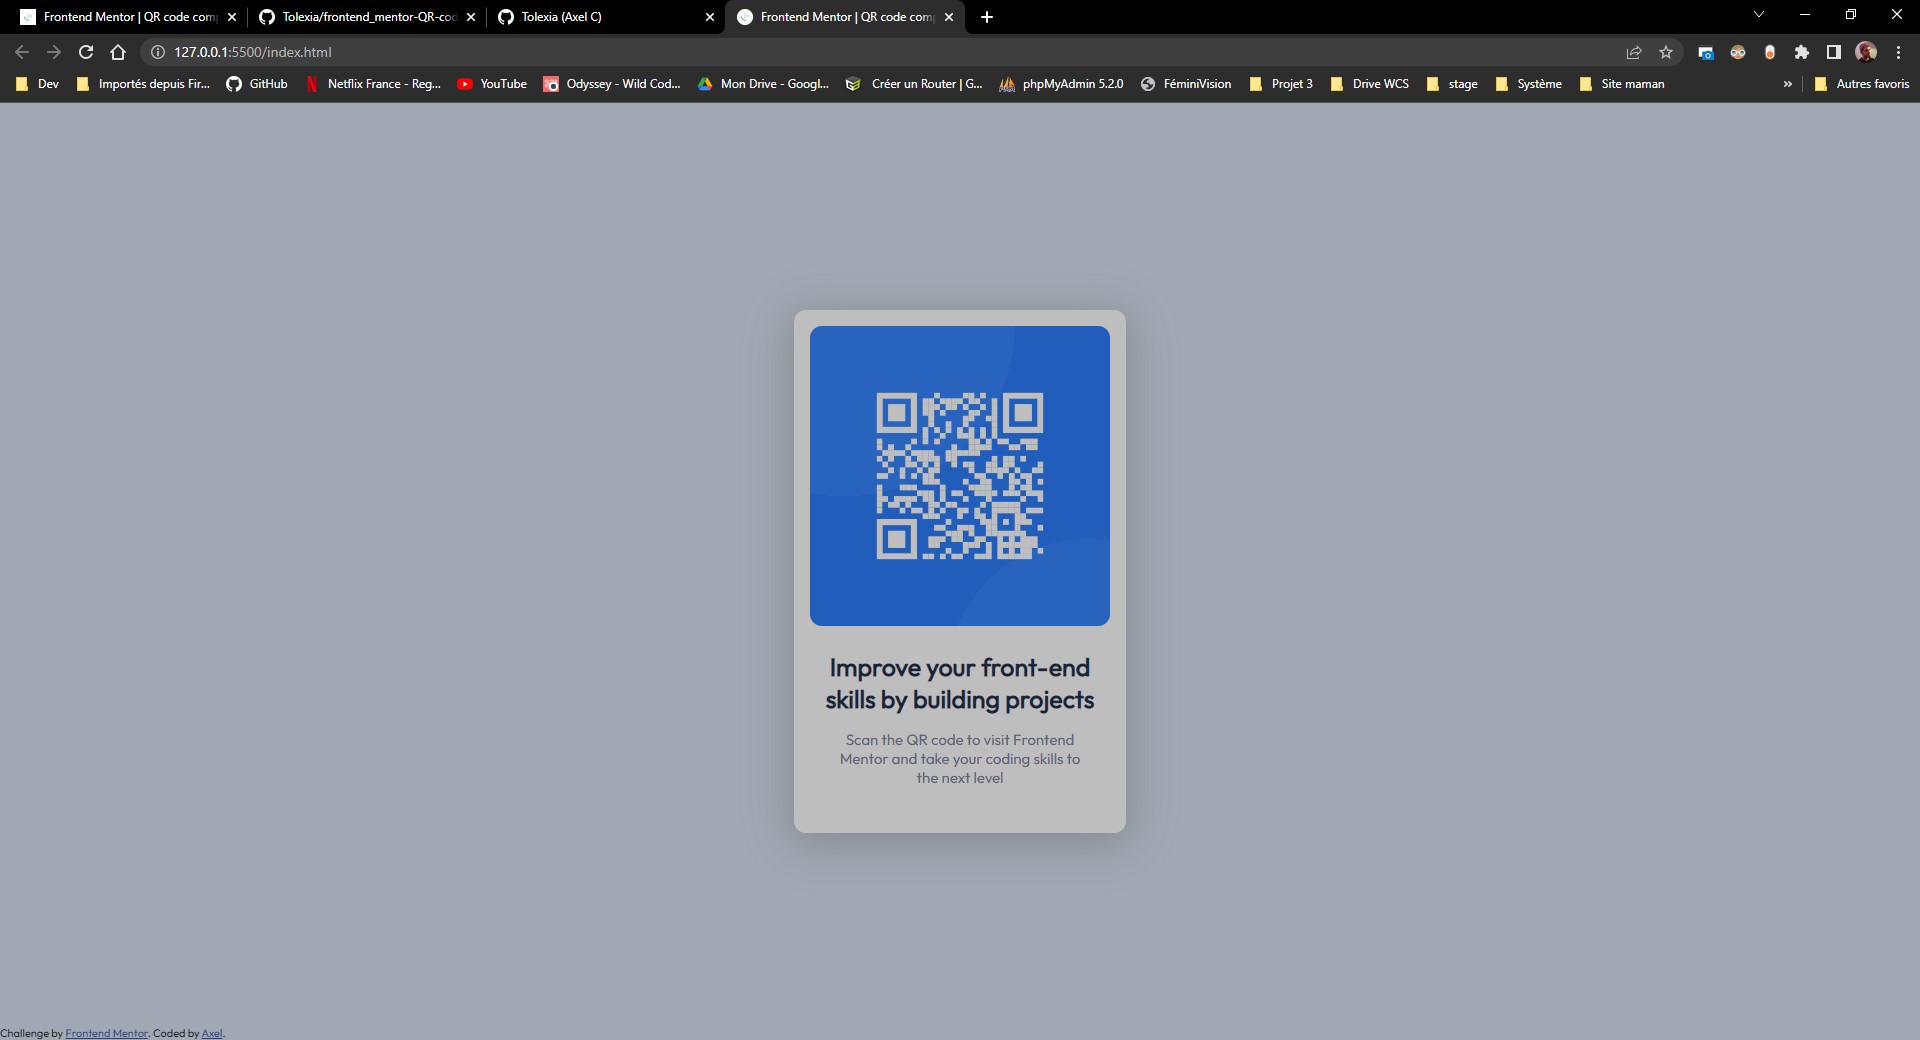 Frontend Mentor | QR code com
Tolexia/frontend_mentor-QR-cod
Tolexia (Axel C)
Frontend Mentor | QR code com
127.0.0.1:5500/index.html
Dev
Importés depuis Fir...
GitHub
Netflix France - Reg...
YouTube
Odyssey - Wild Cod...
Mon Drive - Googl...
Créer un Router | G...
phpMyAdmin 5.2.0
FéminiVision
Projet 3
Drive WCS
stage
Système
Site maman
»
Autres favoris
Improve your front-end
skills by building projects
Scan the QR code to visit Frontend
Mentor and take your coding skills to
the next level
Challenge by Frontend Mentor. Coded by Axel.